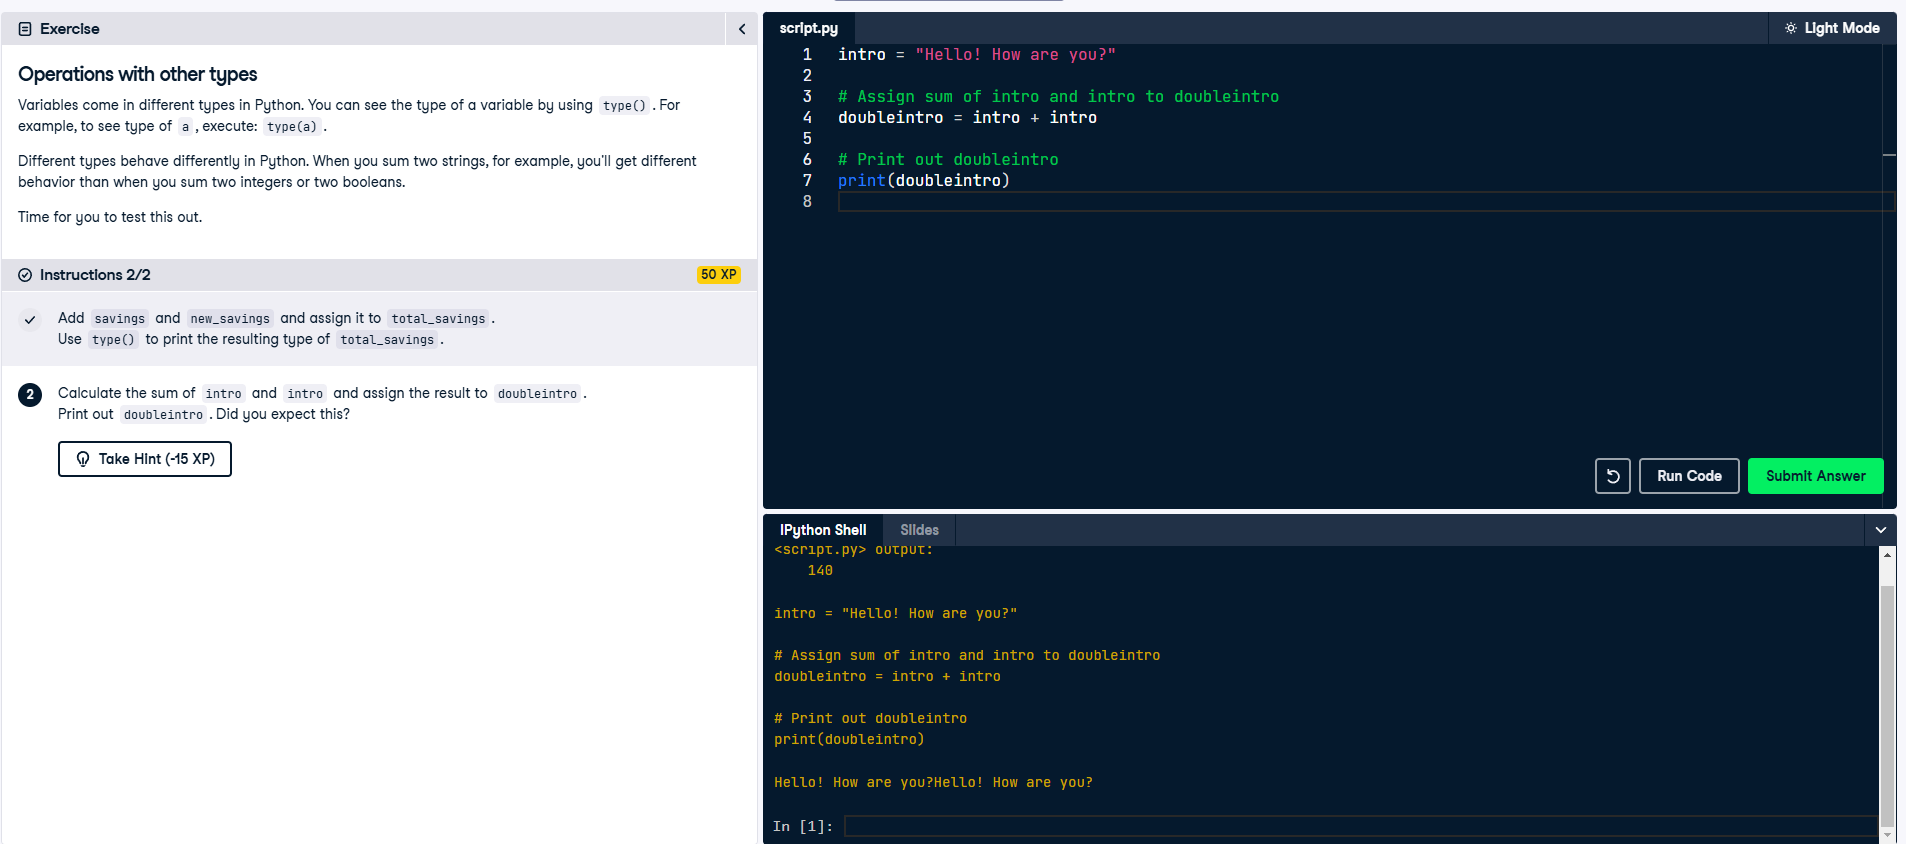 Exercise
Operations with other types
Variables come in different types in Python. You can see the type of a variable by using type() . For
example, to see type of a , execute: type(a) .
Different types behave differently in Python. When you sum two strings, for example, you'll get different
behavior than when you sum two integers or two booleans.
Time for you to test this out.
Instructions 2/2
50 XP
Add savings and new_savings and assign it to total_savings .
Use type() to print the resulting type of total_savings .
2
Calculate the sum of intro and intro and assign the result to doubleintro .
Print out doubleintro . Did you expect this?
Take Hint (-15 XP)
script.py
Light Mode
1 intro = "Hello! How are you?"
2
3 # Assign sum of intro and intro to doubleintro
4 doubleintro = intro + intro
5
6 # Print out doubleintro
7 print(doubleintro)
8
Run Code
Submit Answer
IPython Shell
Slides
<script.py> output:
140
intro = "Hello! How are you?"
# Assign sum of intro and intro to doubleintro
doubleintro = intro + intro
# Print out doubleintro
print(doubleintro)
Hello! How are you?Hello! How are you?
In [1]: